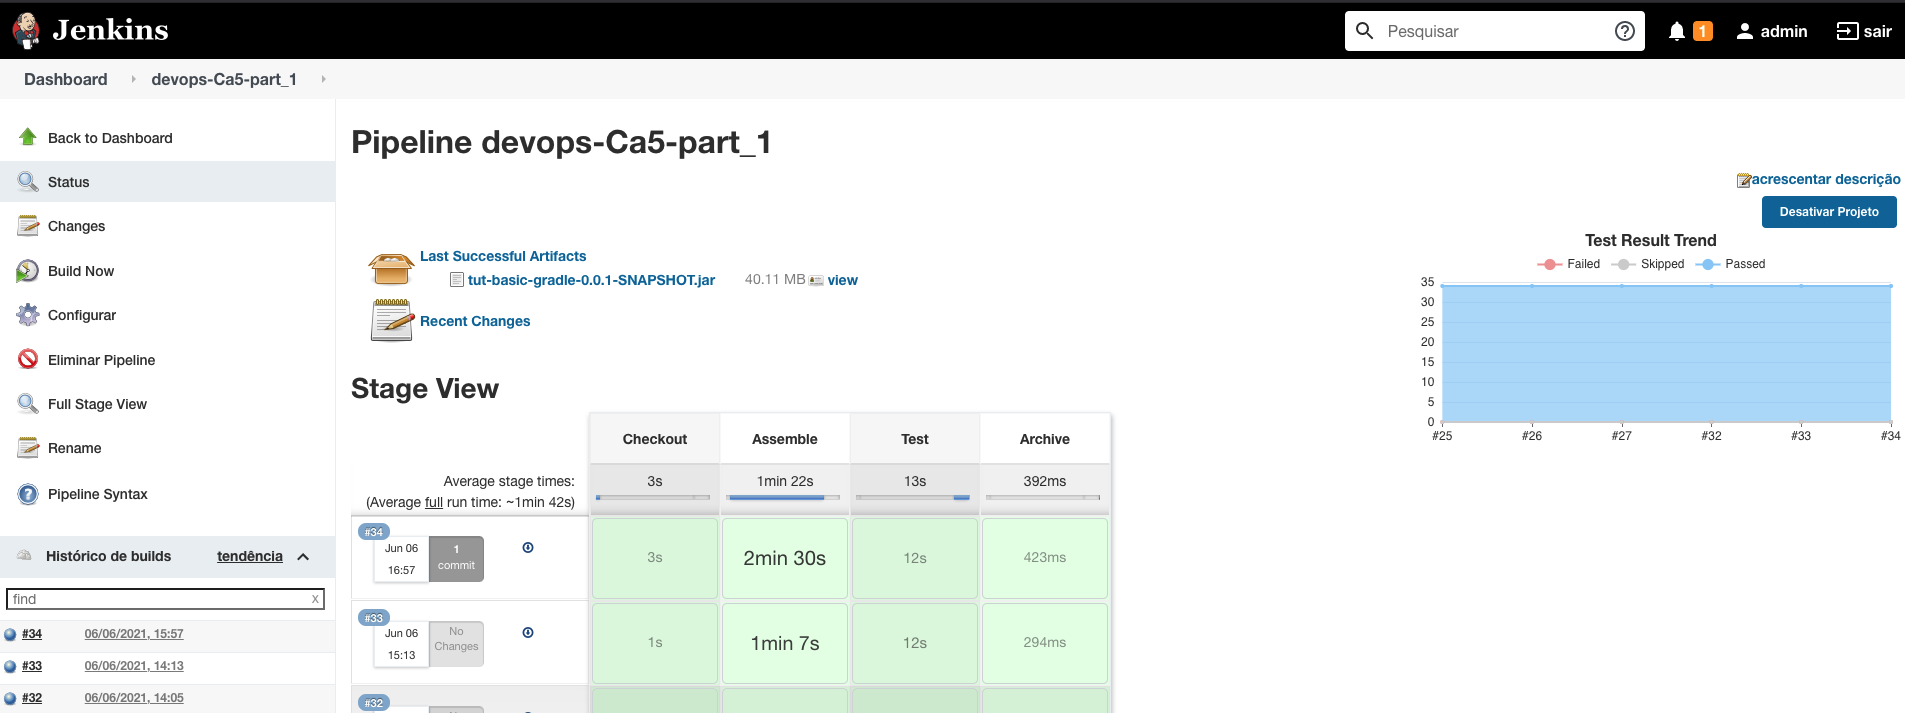 Jenkins
Pesquisar
1
admin
sair
Dashboard
devops-Ca5-part_1
Back to Dashboard
Status
Changes
Build Now
Configurar
Eliminar Pipeline
Full Stage View
Rename
Pipeline Syntax
Histórico de builds tendência
find x
#34 06/06/2021, 15:57
#33 06/06/2021, 14:13
#32 06/06/2021, 14:05
Pipeline devops-Ca5-part_1
acrescentar descrição
Desativar Projeto
Last Successful Artifacts
tut-basic-gradle-0.0.1-SNAPSHOT.jar 40.11 MB view
Recent Changes
Test Result Trend
Failed Skipped Passed
35
30
25
20
15
10
5
0
#25 #26 #27 #32 #33 #34
Stage View
Checkout Assemble Test Archive
Average stage times: 3s 1min 22s 13s 392ms
(Average full run time: ~1min 42s)
#34
Jun 06
16:57
1
commit
3s 2min 30s 12s 423ms
#33
Jun 06
15:13
No
Changes
1s 1min 7s 12s 294ms
#32